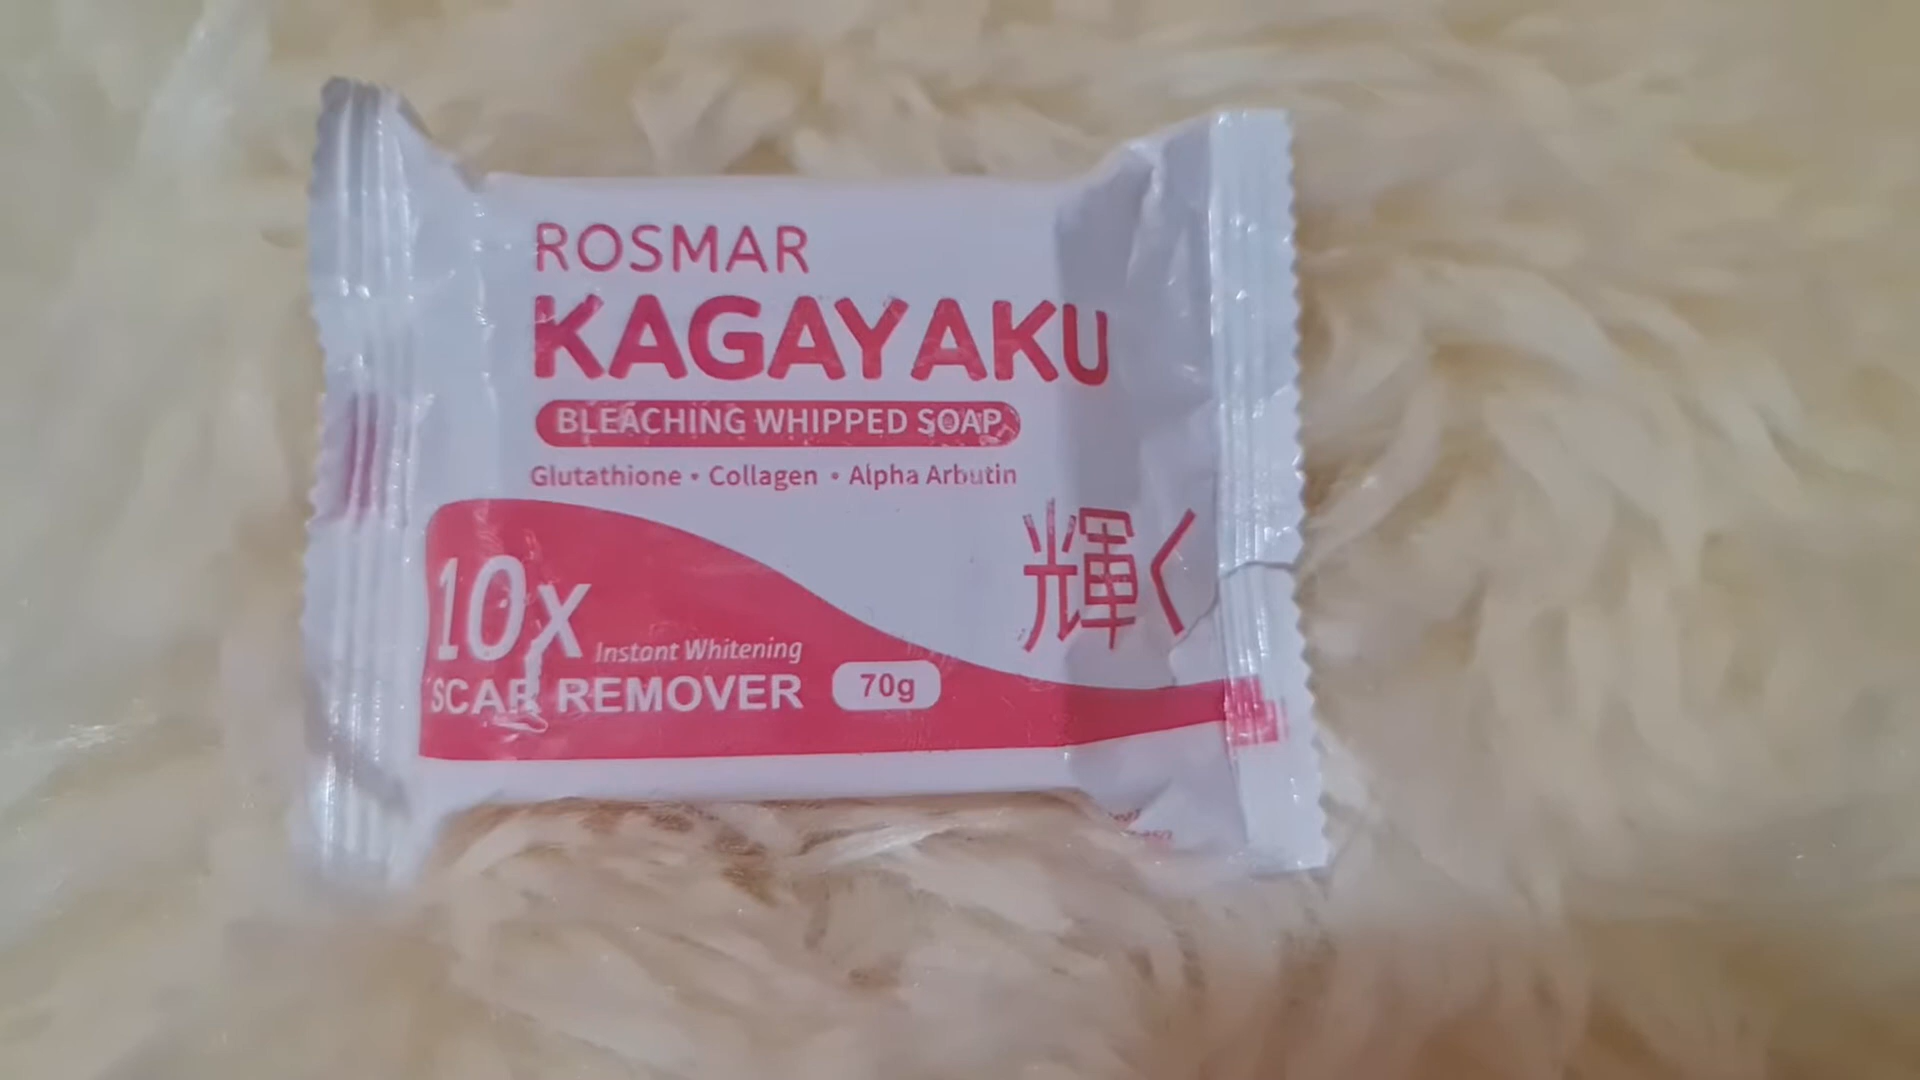 ROSMAR
KAGAYAKU
BLEACHING WHIPPED SOAP
Glutathione • Collagen • Alpha Arbutin
輝く
10x Instant Whitening
SCAR REMOVER 70g